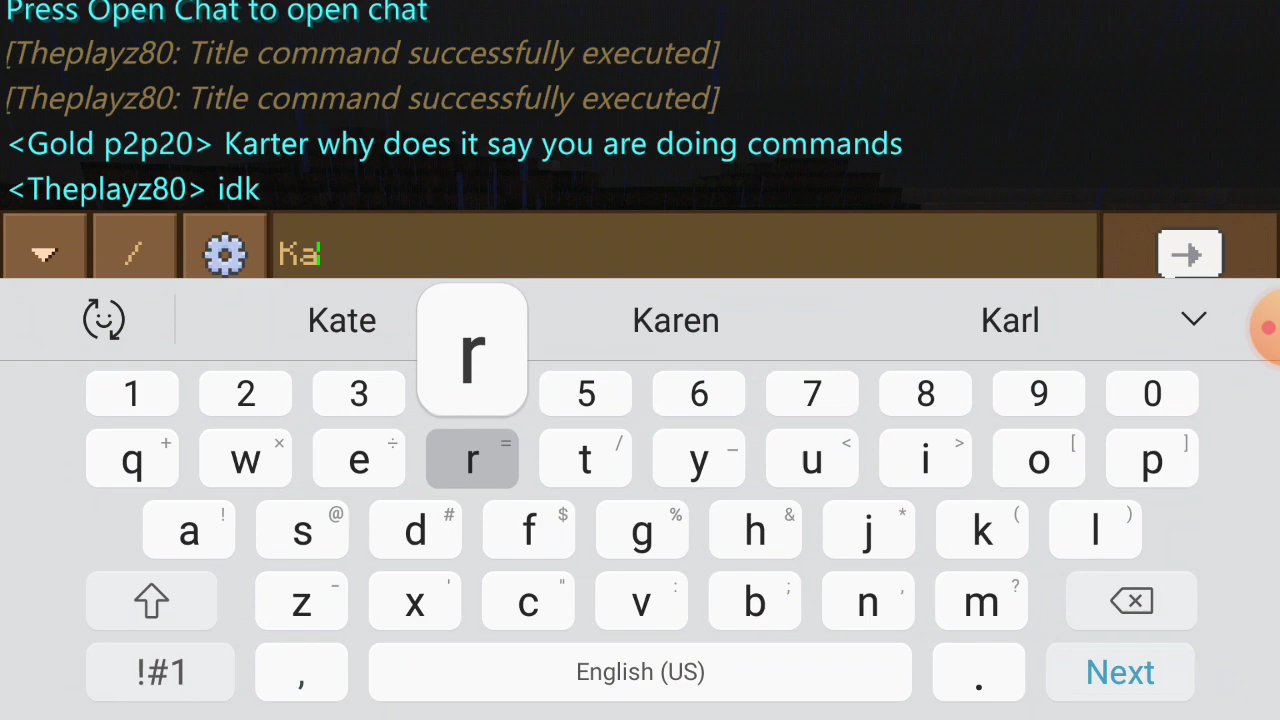 Press Open Chat to open chat
[Theplayz80: Title command successfully executed]
[Theplayz80: Title command successfully executed]
<Gold p2p20> Karter why does it say you are doing commands
<Theplayz80> idk
/ Ka
Kate r Karen Karl
1 2 3 5 6 7 8 9 0
q + w × e ÷ r = t / y _ u < i > o [ p ]
a ! s @ d # f $ g % h & j * k ( l )
z - x ' c " v : b ; n , m ?
!#1 , English (US) . Next